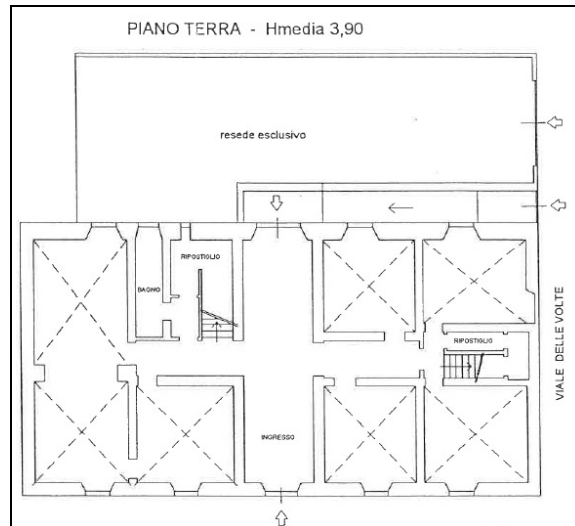 PIANO TERRA - Hmedia 3,90
resede esclusivo
RIPOSTIGLIO
BAGNO
RIPOSTIGLIO
INGRESSO
VIALE DELLE VOLTE